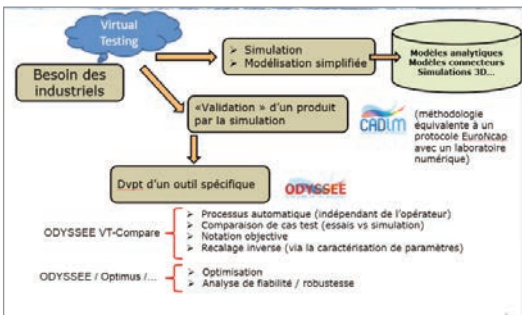 Virtual
Testing
Besoin des
industriels
➢ Simulation
➢ Modélisation simplifiée
Modèles analytiques
Modèles connecteurs
Simulations 3D...
«Validation » d'un produit
par la simulation
CADLM
(méthodologie
équivalente à un
protocole EuroNcap
avec un laboratoire
numérique)
Dvpt d'un outil spécifique
ODYSSEE
ODYSSEE VT-Compare
➢ Processus automatique (indépendant de l'opérateur)
➢ Comparaison de cas test (essais vs simulation)
➢ Notation objective
➢ Recalage inverse (via la caractérisation de paramètres)
ODYSSEE / Optimus /...
➢ Optimisation
➢ Analyse de fiabilité / robustesse